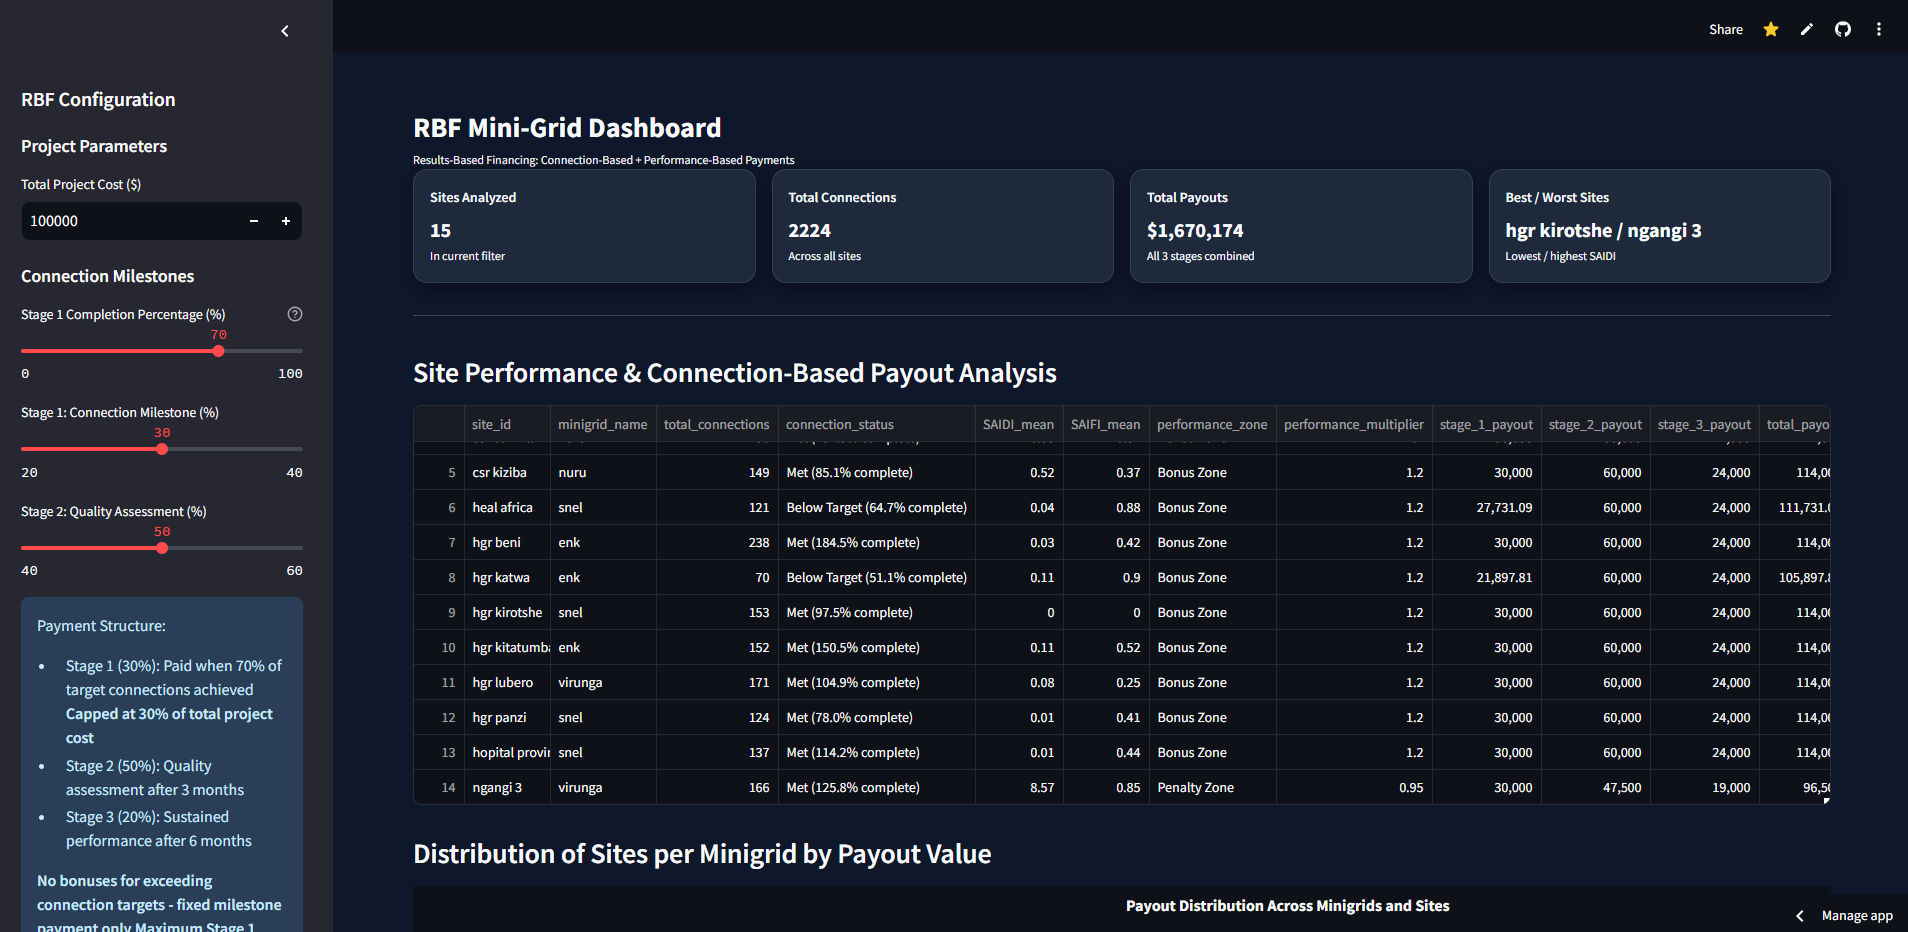 Share
RBF Configuration
Project Parameters
Total Project Cost ($)
100000
Connection Milestones
Stage 1 Completion Percentage (%)
70
0 100
Stage 1: Connection Milestone (%)
30
20 40
Stage 2: Quality Assessment (%)
50
40 60
Payment Structure:
• Stage 1 (30%): Paid when 70% of
target connections achieved
Capped at 30% of total project
cost
• Stage 2 (50%): Quality
assessment after 3 months
• Stage 3 (20%): Sustained
performance after 6 months
No bonuses for exceeding
connection targets - fixed milestone
payment only Maximum Stage 1
RBF Mini-Grid Dashboard
Results-Based Financing: Connection-Based + Performance-Based Payments
Sites Analyzed
15
In current filter
Total Connections
2224
Across all sites
Total Payouts
$1,670,174
All 3 stages combined
Best / Worst Sites
hgr kirotshe / ngangi 3
Lowest / highest SAIDI
Site Performance & Connection-Based Payout Analysis
site_id minigrid_name total_connections connection_status SAIDI_mean SAIFI_mean performance_zone performance_multiplier stage_1_payout stage_2_payout stage_3_payout total_payo
5 csr kiziba nuru 149 Met (85.1% complete) 0.52 0.37 Bonus Zone 1.2 30,000 60,000 24,000 114,0
6 heal africa snel 121 Below Target (64.7% complete) 0.04 0.88 Bonus Zone 1.2 27,731.09 60,000 24,000 111,731.
7 hgr beni enk 238 Met (184.5% complete) 0.03 0.42 Bonus Zone 1.2 30,000 60,000 24,000 114,0
8 hgr katwa enk 70 Below Target (51.1% complete) 0.11 0.9 Bonus Zone 1.2 21,897.81 60,000 24,000 105,897.
9 hgr kirotshe snel 153 Met (97.5% complete) 0 0 Bonus Zone 1.2 30,000 60,000 24,000 114,0
10 hgr kitatumba enk 152 Met (150.5% complete) 0.11 0.52 Bonus Zone 1.2 30,000 60,000 24,000 114,0
11 hgr lubero virunga 171 Met (104.9% complete) 0.08 0.25 Bonus Zone 1.2 30,000 60,000 24,000 114,0
12 hgr panzi snel 124 Met (78.0% complete) 0.01 0.41 Bonus Zone 1.2 30,000 60,000 24,000 114,0
13 hopital provin snel 137 Met (114.2% complete) 0.01 0.44 Bonus Zone 1.2 30,000 60,000 24,000 114,0
14 ngangi 3 virunga 166 Met (125.8% complete) 8.57 0.85 Penalty Zone 0.95 30,000 47,500 19,000 96,50
Distribution of Sites per Minigrid by Payout Value
Payout Distribution Across Minigrids and Sites
Manage app